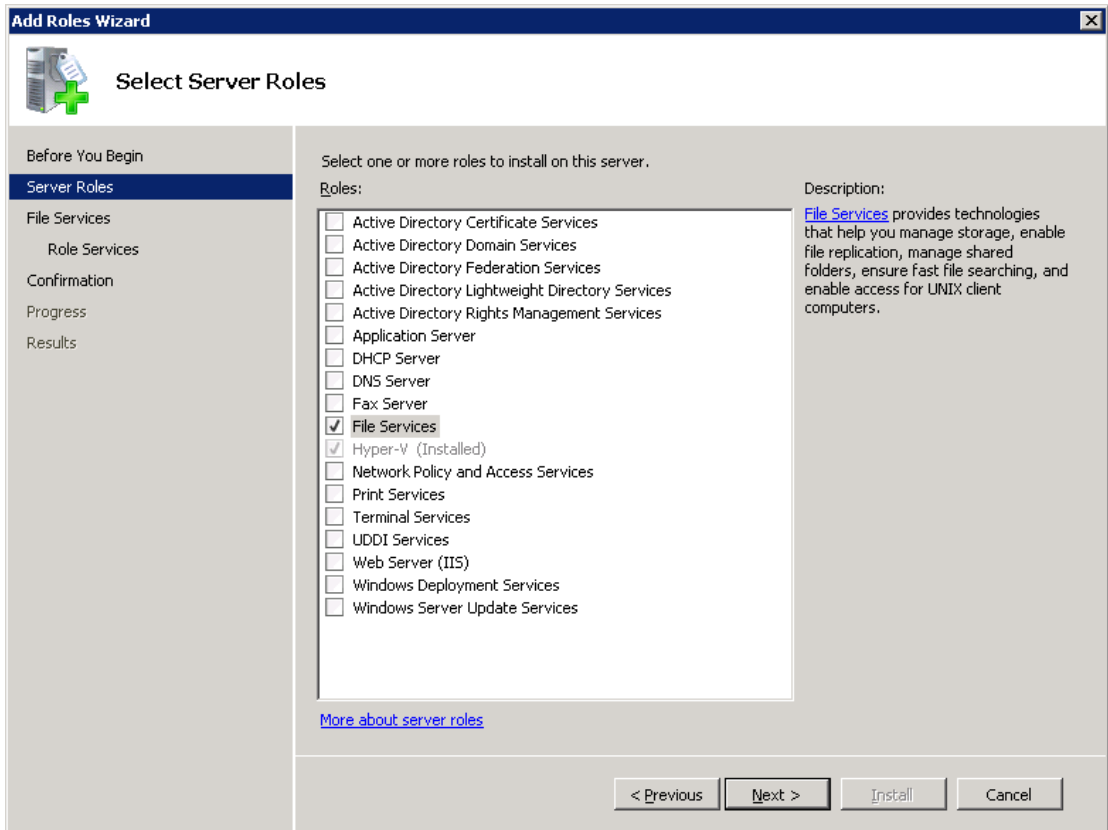 Add Roles Wizard
Select Server Roles
Before You Begin
Server Roles
File Services
Role Services
Confirmation
Progress
Results
Select one or more roles to install on this server.
Roles:
Active Directory Certificate Services
Active Directory Domain Services
Active Directory Federation Services
Active Directory Lightweight Directory Services
Active Directory Rights Management Services
Application Server
DHCP Server
DNS Server
Fax Server
File Services
Hyper-V (Installed)
Network Policy and Access Services
Print Services
Terminal Services
UDDI Services
Web Server (IIS)
Windows Deployment Services
Windows Server Update Services
More about server roles
Description:
File Services provides technologies
that help you manage storage, enable
file replication, manage shared
folders, ensure fast file searching, and
enable access for UNIX client
computers.
< Previous
Next >
Install
Cancel